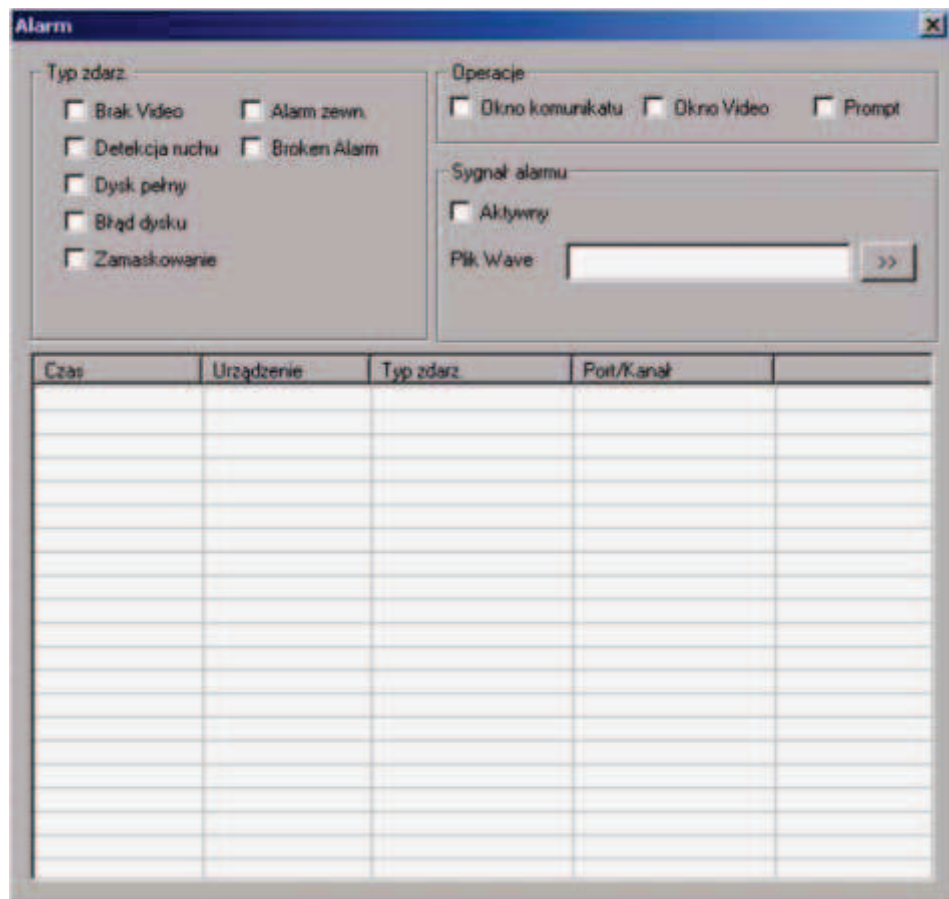 Alarm
Typ zdarz.
Brak Video
Alarm zewn.
Detekcja ruchu
Broken Alarm
Dysk pełny
Błąd dysku
Zamaskowanie
Operacje
Okno komunikatu
Okno Video
Prompt
Sygnał alarmu
Aktywny
Plik Wave
>>
Czas
Urządzenie
Typ zdarz.
Port/Kanał